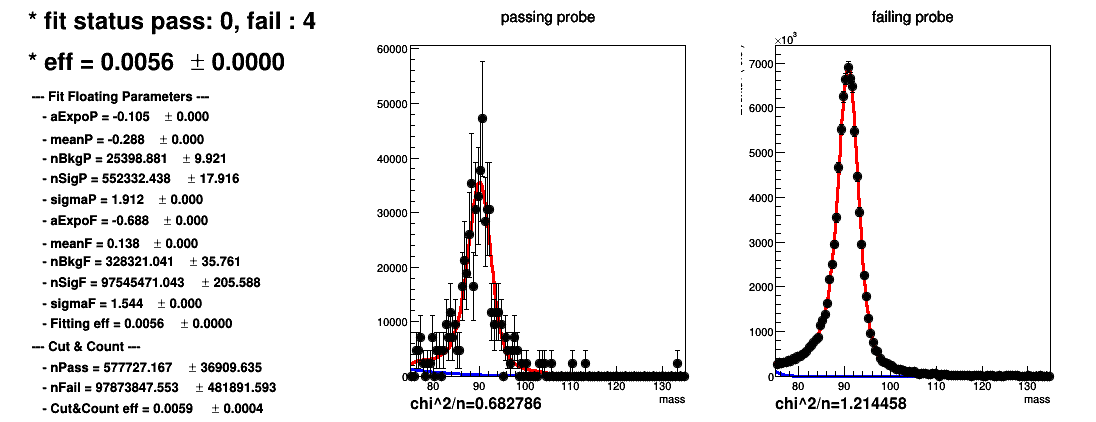 * fit status pass: 0, fail : 4
* eff = 0.0056 ± 0.0000
--- Fit Floating Parameters ---
- aExpoP = -0.105 ± 0.000
- meanP = -0.288 ± 0.000
- nBkgP = 25398.881 ± 9.921
- nSigP = 552332.438 ± 17.916
- sigmaP = 1.912 ± 0.000
- aExpoF = -0.688 ± 0.000
- meanF = 0.138 ± 0.000
- nBkgF = 328321.041 ± 35.761
- nSigF = 97545471.043 ± 205.588
- sigmaF = 1.544 ± 0.000
- Fitting eff = 0.0056 ± 0.0000
--- Cut & Count ---
- nPass = 577727.167 ± 36909.635
- nFail = 97873847.553 ± 481891.593
- Cut&Count eff = 0.0059 ± 0.0004
passing probe
60000
50000
40000
30000
20000
10000
0
80 90 100 110 120 130
mass
chi^2/n=0.682786
failing probe
×10³
7000
6000
5000
4000
3000
2000
1000
0
80 90 100 110 120 130
mass
chi^2/n=1.214458